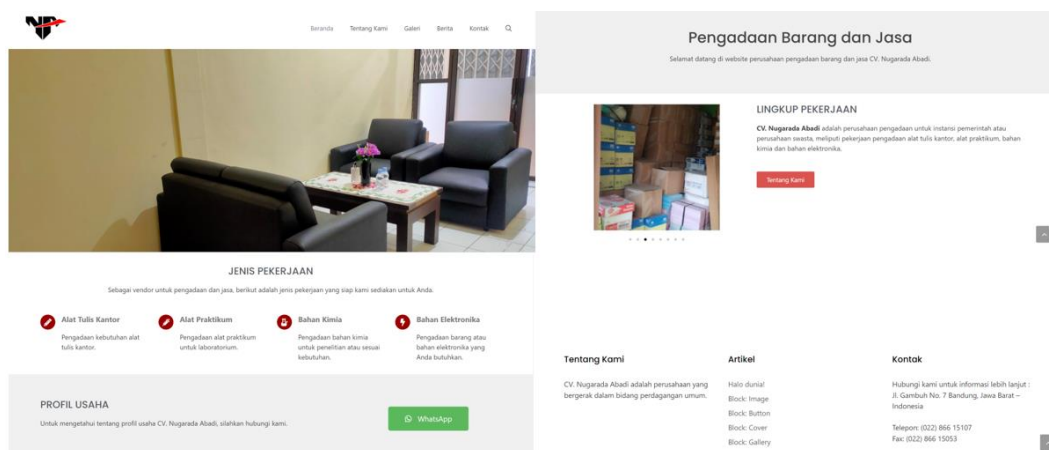 Beranda Tentang Kami Galeri Berita Kontak
JENIS PEKERJAAN
Sebagai vendor untuk pengadaan dan jasa, berikut adalah jenis pekerjaan yang siap kami sediakan untuk Anda.
Alat Tulis Kantor
Pengadaan kebutuhan alat
tulis kantor.
Alat Praktikum
Pengadaan alat praktikum
untuk laboratorium.
Bahan Kimia
Pengadaan bahan kimia
untuk penelitian atau sesuai
kebutuhan.
Bahan Elektronika
Pengadaan barang atau
bahan elektronika yang
Anda butuhkan.
PROFIL USAHA
Untuk mengetahui tentang profil usaha CV. Nugarada Abadi, silahkan hubungi kami.
WhatsApp
Pengadaan Barang dan Jasa
Selamat datang di website perusahaan pengadaan barang dan jasa CV. Nugarada Abadi.
LINGKUP PEKERJAAN
CV. Nugarada Abadi adalah perusahaan pengadaan untuk instansi pemerintah atau
perusahaan swasta, meliputi pekerjaan pengadaan alat tulis kantor, alat praktikum, bahan
kimia dan bahan elektronika.
Tentang Kami
Tentang Kami
CV. Nugarada Abadi adalah perusahaan yang
bergerak dalam bidang perdagangan umum.
Artikel
Halo dunia!
Block: Image
Block: Button
Block: Cover
Block: Gallery
Kontak
Hubungi kami untuk informasi lebih lanjut :
Jl. Gambuh No. 7 Bandung, Jawa Barat –
Indonesia
Telepon: (022) 866 15107
Fax: (022) 866 15053